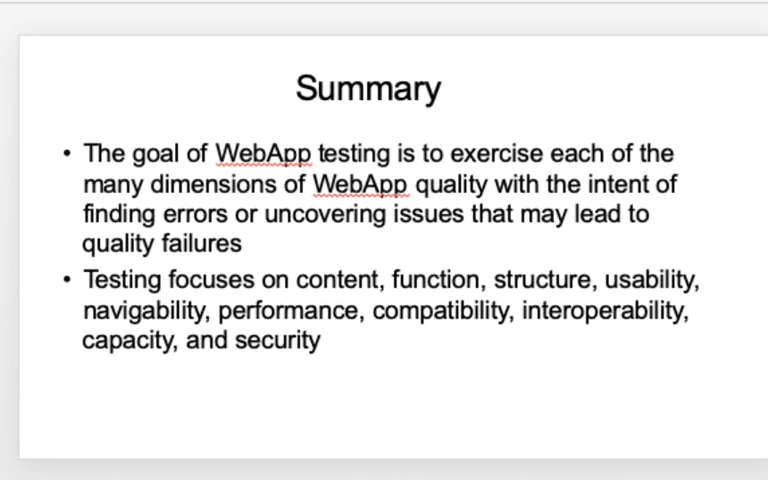 Summary
• The goal of WebApp testing is to exercise each of the
many dimensions of WebApp quality with the intent of
finding errors or uncovering issues that may lead to
quality failures
• Testing focuses on content, function, structure, usability,
navigability, performance, compatibility, interoperability,
capacity, and security